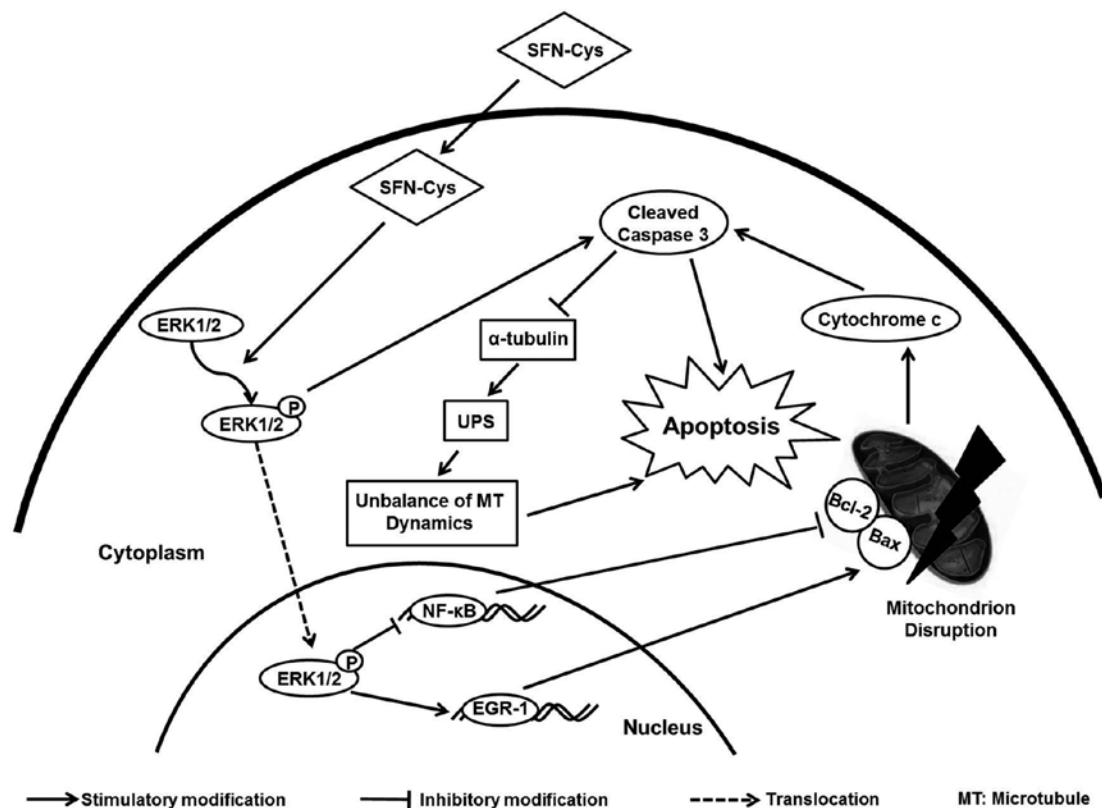 SFN-Cys
SFN-Cys
Cleaved
Caspase 3
ERK1/2
Cytochrome c
α-tubulin
P
ERK1/2
UPS
Apoptosis
Unbalance of MT
Dynamics
Bcl-2
Bax
Cytoplasm
Mitochondrion
Disruption
NF-κB
P
ERK1/2
EGR-1
Nucleus
Stimulatory modification
Inhibitory modification
Translocation
MT: Microtubule